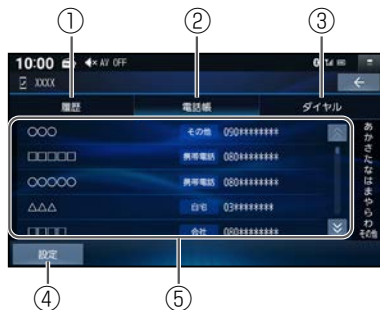 ① ② ③
10:00 AV OFF
XXXX
履歴 電話帳 ダイヤル
○○○ その他 090********
□□□□□ 携帯電話 080********
○○○○○ 携帯電話 080********
△△△ 自宅 03********
□□□□ 会社 080********
あかさたなはまやらわその他
設定
④ ⑤